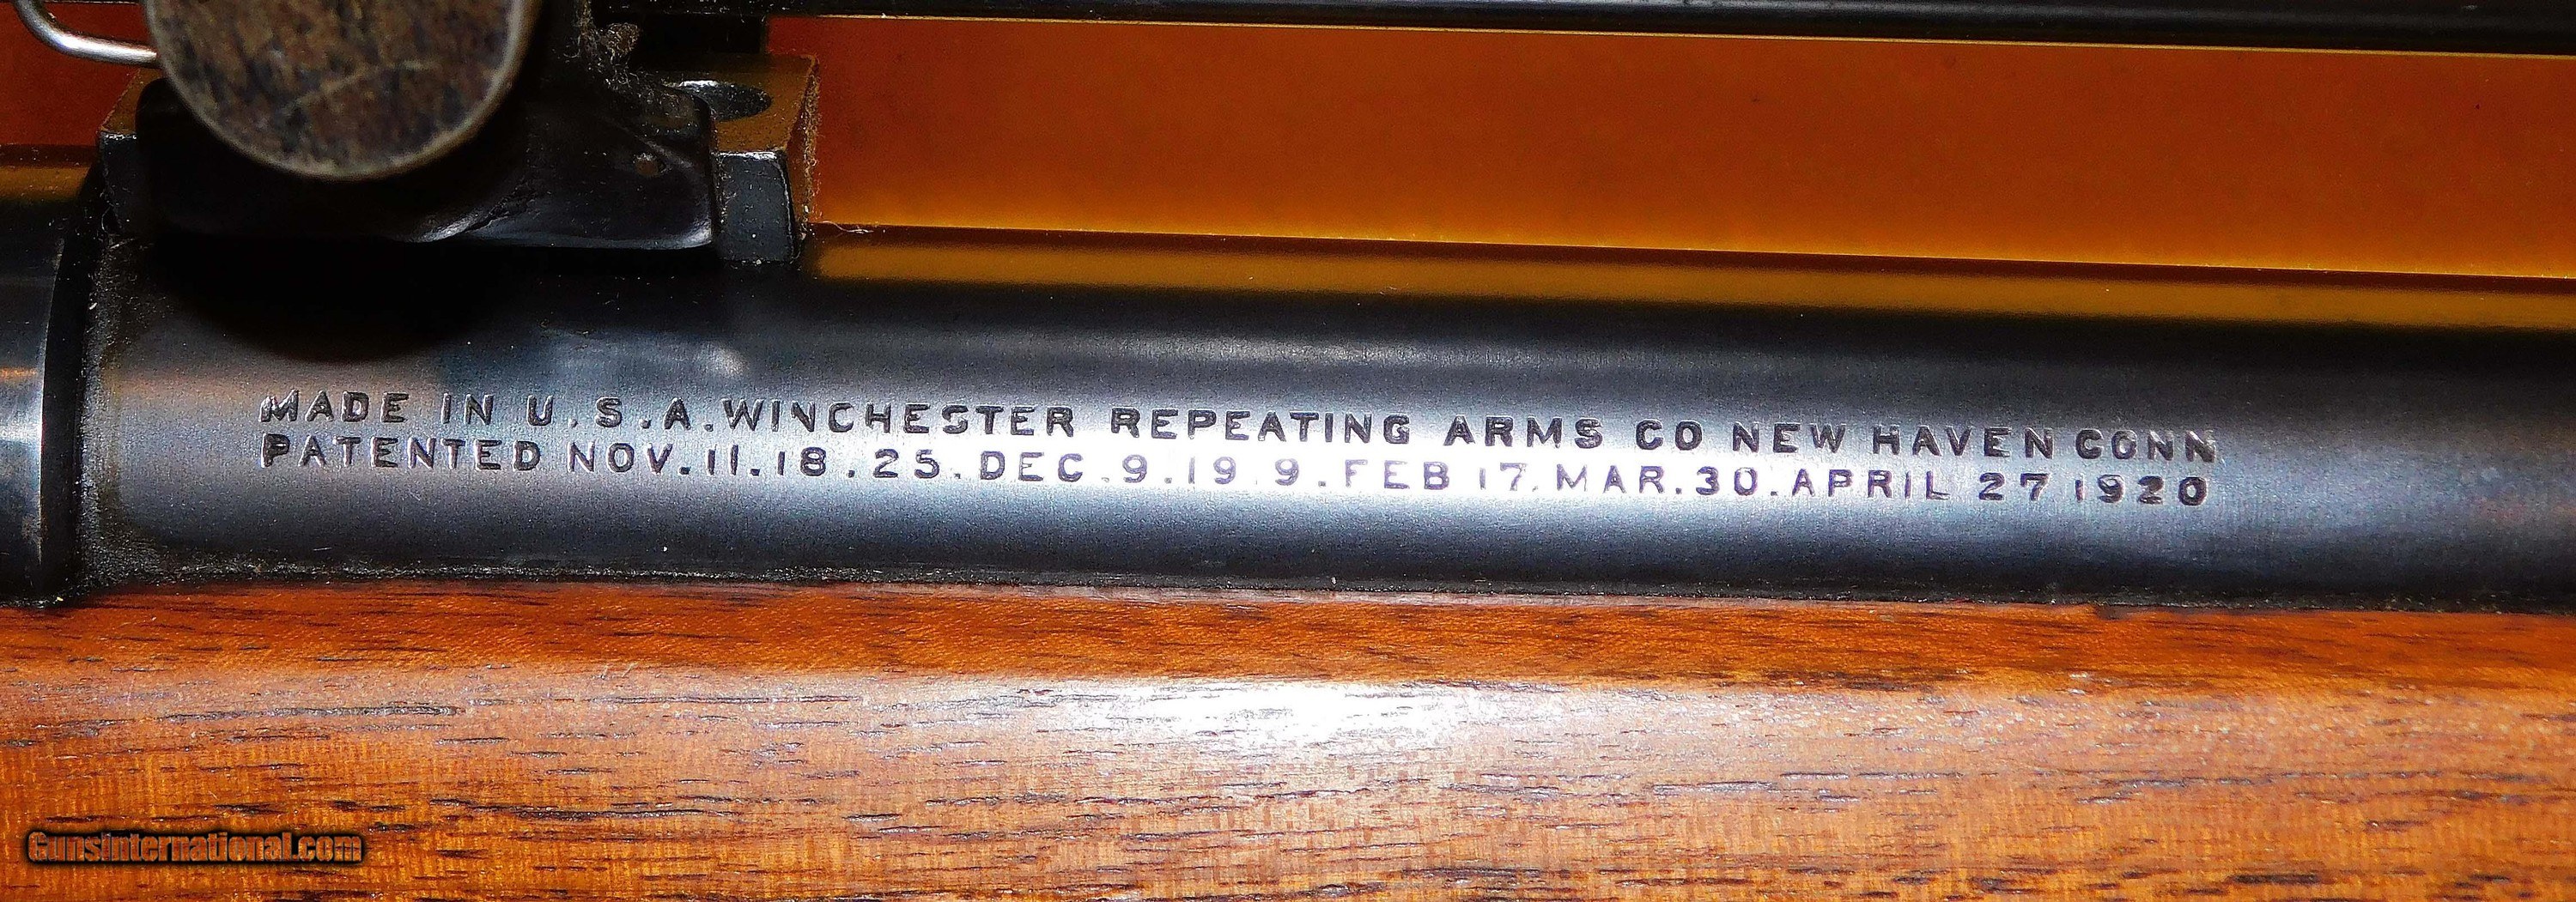 MADE IN U.S.A.WINCHESTER REPEATING ARMS CO NEW HAVEN CONN
PATENTED NOV.11.18.25.DEC.9.19 9.FEB 17.MAR.30.APRIL 27 1920
Gunsinternational.com